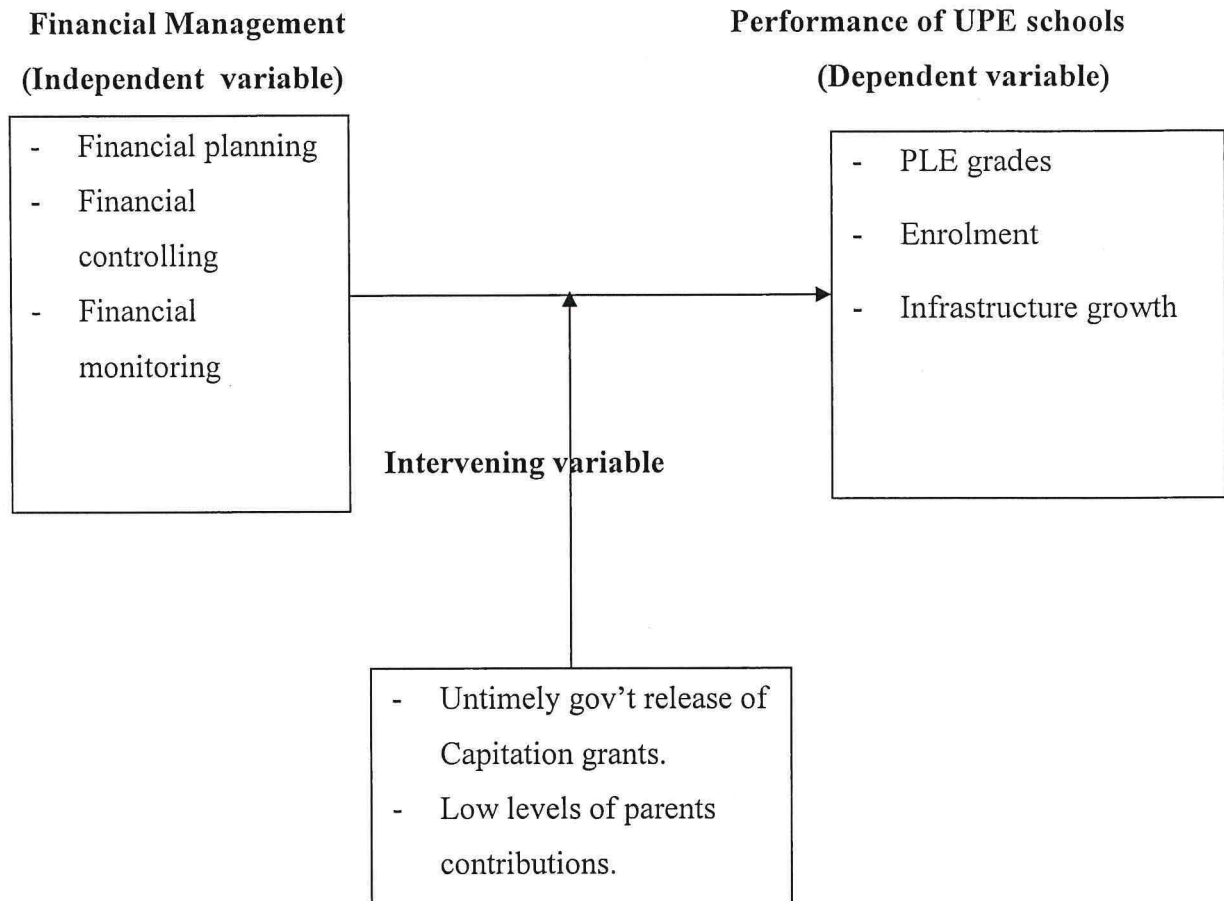 Financial Management
(Independent variable)
- Financial planning
- Financial
controlling
- Financial
monitoring
Performance of UPE schools
(Dependent variable)
- PLE grades
- Enrolment
- Infrastructure growth
Intervening variable
- Untimely gov't release of
Capitation grants.
- Low levels of parents
contributions.